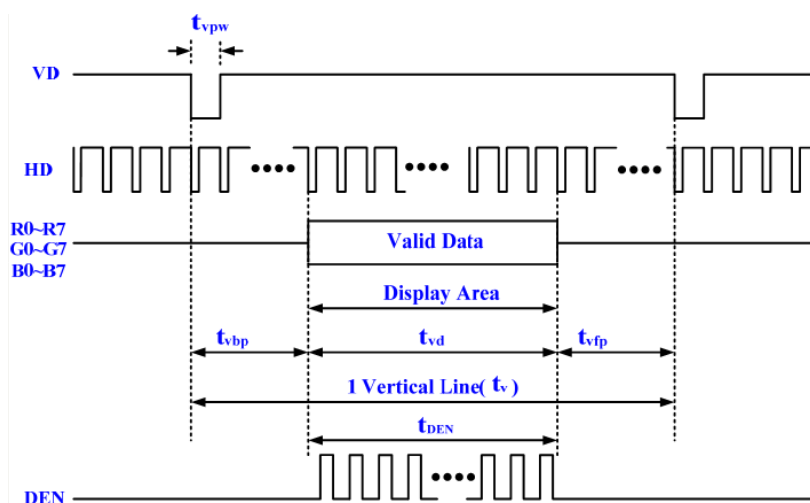 tvpw
VD
HD
R0~R7
G0~G7
B0~B7
Valid Data
Display Area
tvbp
tvd
tvfp
1 Vertical Line( tv )
tDEN
DEN